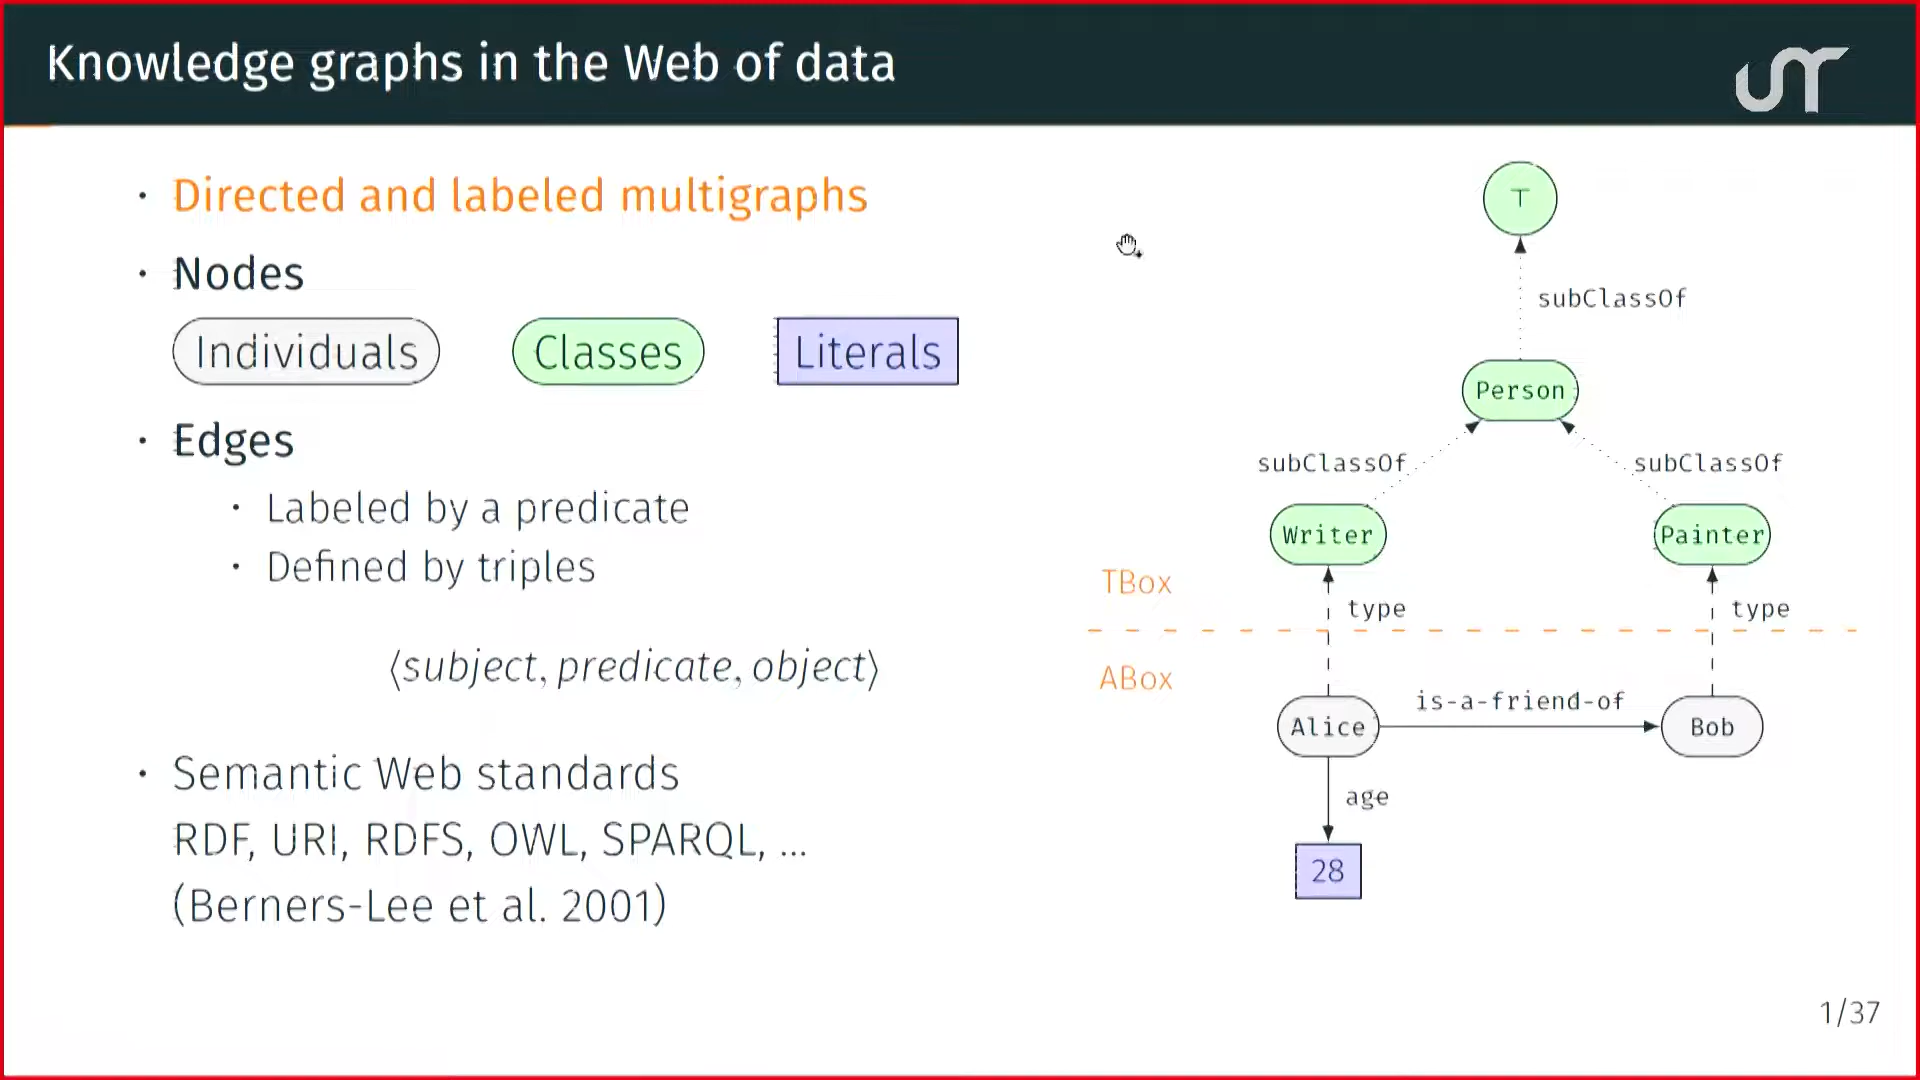 Knowledge graphs in the Web of data
• Directed and labeled multigraphs
• Nodes
Individuals Classes Literals
• Edges
• Labeled by a predicate
• Defined by triples
⟨subject, predicate, object⟩
• Semantic Web standards
RDF, URI, RDFS, OWL, SPARQL, ...
(Berners-Lee et al. 2001)
⊤
subClassOf
Person
subClassOf subClassOf
Writer Painter
TBox
type type
ABox
is-a-friend-of
Alice Bob
age
28
1/37